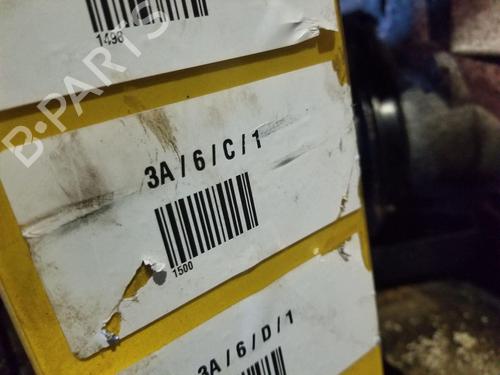 1498
B-PARTS
3A / 6 / C / 1
1500
3A / 6 / D / 1